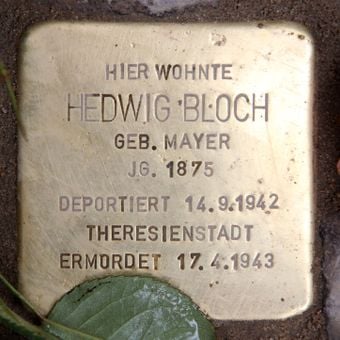 HIER WOHNTE
HEDWIG BLOCH
GEB. MAYER
JG. 1875
DEPORTIERT 14.9.1942
THERESIENSTADT
ERMORDET 17.4.1943